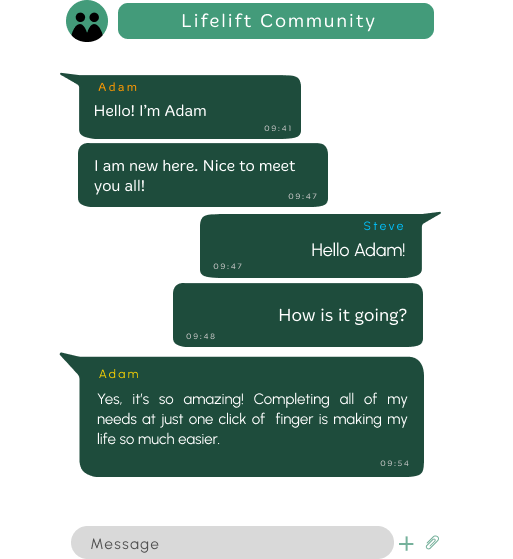 Lifelift Community
Adam
Hello! I’m Adam
09:41
I am new here. Nice to meet
you all!
09:47
Steve
Hello Adam!
09:47
How is it going?
09:48
Adam
Yes, it’s so amazing! Completing all of my
needs at just one click of finger is making my
life so much easier.
09:54
Message